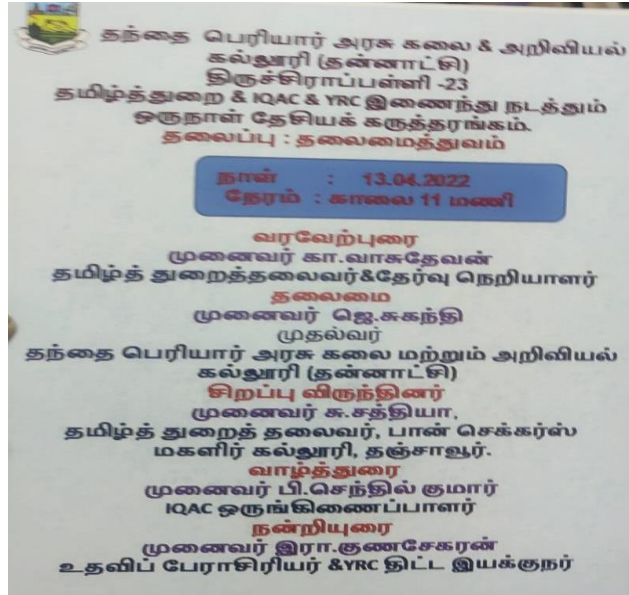 தந்தை பெரியார் அரசு கலை & அறிவியல்
கல்லூரி (தன்னாட்சி)
திருச்சிராப்பள்ளி -23
தமிழ்த்துறை & IQAC & YRC இணைந்து நடத்தும்
ஒருநாள் தேசியக் கருத்தரங்கம்.
தலைப்பு : தலைமைத்துவம்
நாள் : 13.04.2022
நேரம் : காலை 11 மணி
வரவேற்புரை
முனைவர் கா.வாசுதேவன்
தமிழ்த் துறைத்தலைவர்&தேர்வு நெறியாளர்
தலைமை
முனைவர் ஜெ.சுகந்தி
முதல்வர்
தந்தை பெரியார் அரசு கலை மற்றும் அறிவியல்
கல்லூரி (தன்னாட்சி)
சிறப்பு விருந்தினர்
முனைவர் சு.சத்தியா,
தமிழ்த் துறைத் தலைவர், பான் செக்கர்ஸ்
மகளிர் கல்லூரி, தஞ்சாவூர்.
வாழ்த்துரை
முனைவர் பி.செந்தில் குமார்
IQAC ஒருங்கிணைப்பாளர்
நன்றியுரை
முனைவர் இரா.குணசேகரன்
உதவிப் பேராசிரியர் &YRC திட்ட இயக்குநர்